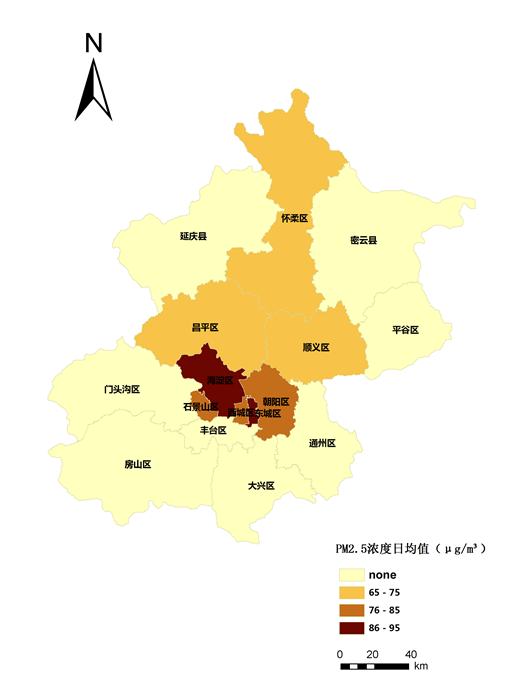 N
怀柔区
延庆县
密云县
昌平区
顺义区
平谷区
海淀区
门头沟区
朝阳区
石景山区
西城区
东城区
丰台区
通州区
房山区
大兴区
PM2.5浓度日均值（μg/m³）
none
65 - 75
76 - 85
86 - 95
0 10 20 40
km